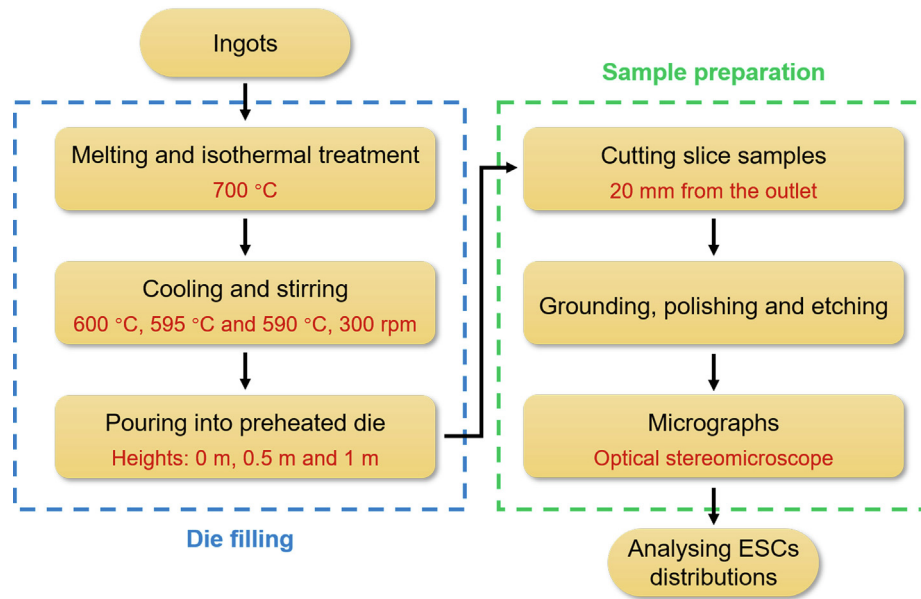 Ingots
Melting and isothermal treatment
700 °C
Cooling and stirring
600 °C, 595 °C and 590 °C, 300 rpm
Pouring into preheated die
Heights: 0 m, 0.5 m and 1 m
Die filling
Sample preparation
Cutting slice samples
20 mm from the outlet
Grounding, polishing and etching
Micrographs
Optical stereomicroscope
Analysing ESCs
distributions